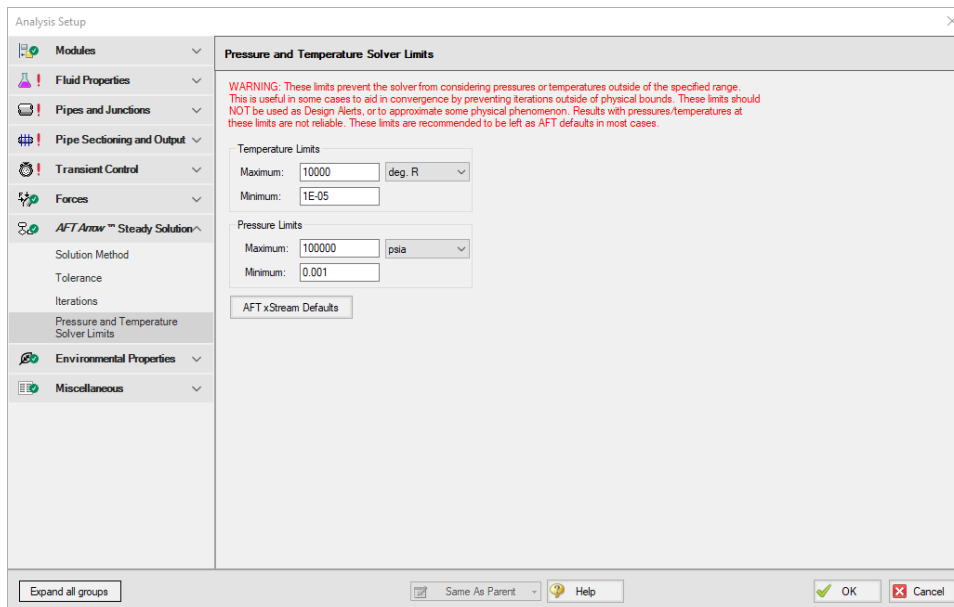 Analysis Setup
Modules
Fluid Properties
Pipes and Junctions
Pipe Sectioning and Output
Transient Control
Forces
AFT Arrow ™ Steady Solution
Solution Method
Tolerance
Iterations
Pressure and Temperature
Solver Limits
Environmental Properties
Miscellaneous
Pressure and Temperature Solver Limits
WARNING: These limits prevent the solver from considering pressures or temperatures outside of the specified range.
This is useful in some cases to aid in convergence by preventing iterations outside of physical bounds. These limits should
NOT be used as Design Alerts, or to approximate some physical phenomenon. Results with pressures/temperatures at
these limits are not reliable. These limits are recommended to be left as AFT defaults in most cases.
Temperature Limits
Maximum: 10000 deg. R
Minimum: 1E-05
Pressure Limits
Maximum: 100000 psia
Minimum: 0.001
AFT xStream Defaults
Expand all groups
Same As Parent
Help
OK
Cancel